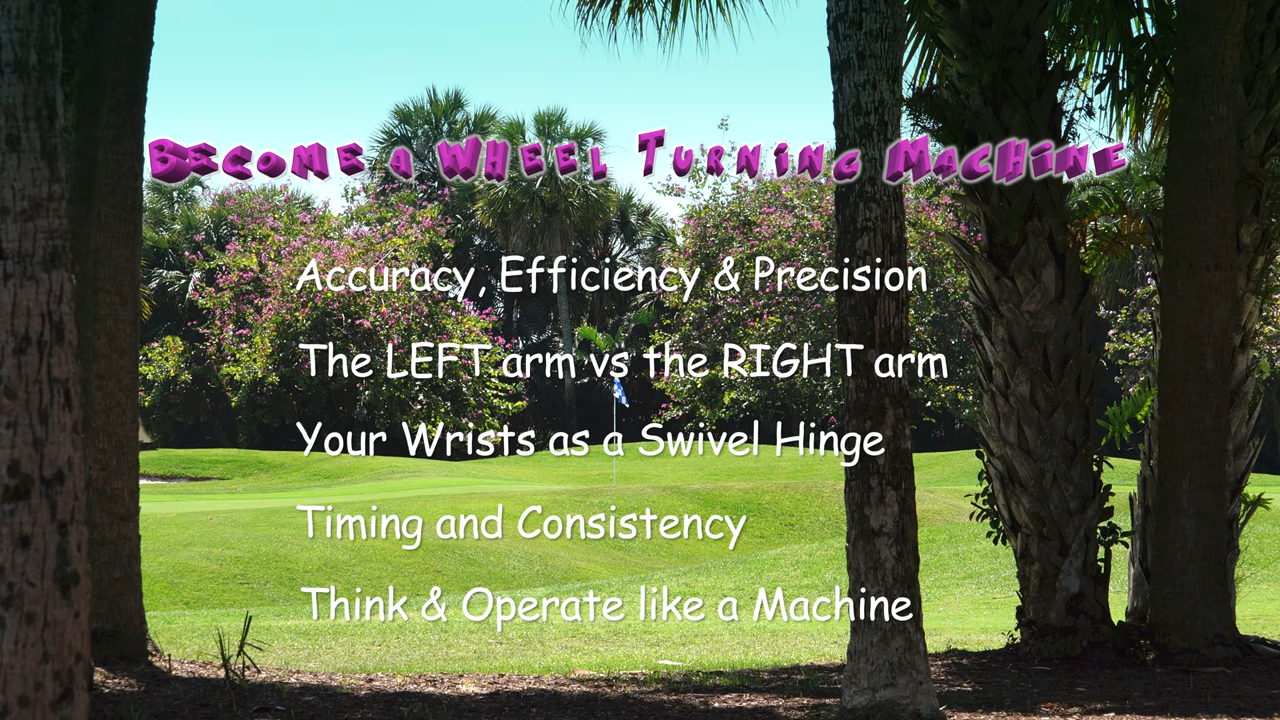 Become a Wheel Turning Machine
Accuracy, Efficiency & Precision
The LEFT arm vs the RIGHT arm
Your Wrists as a Swivel Hinge
Timing and Consistency
Think & Operate like a Machine